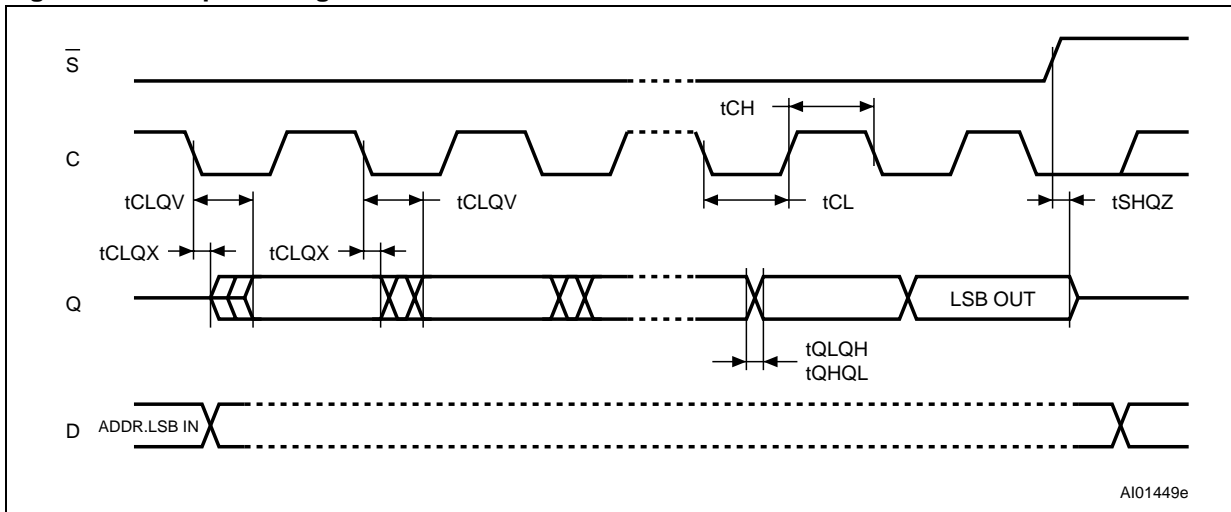 S
tCH
C
tCLQV
tCLQV
tCL
tSHQZ
tCLQX
tCLQX
Q
LSB OUT
tQLQH
tQHQL
D
ADDR.LSB IN
AI01449e